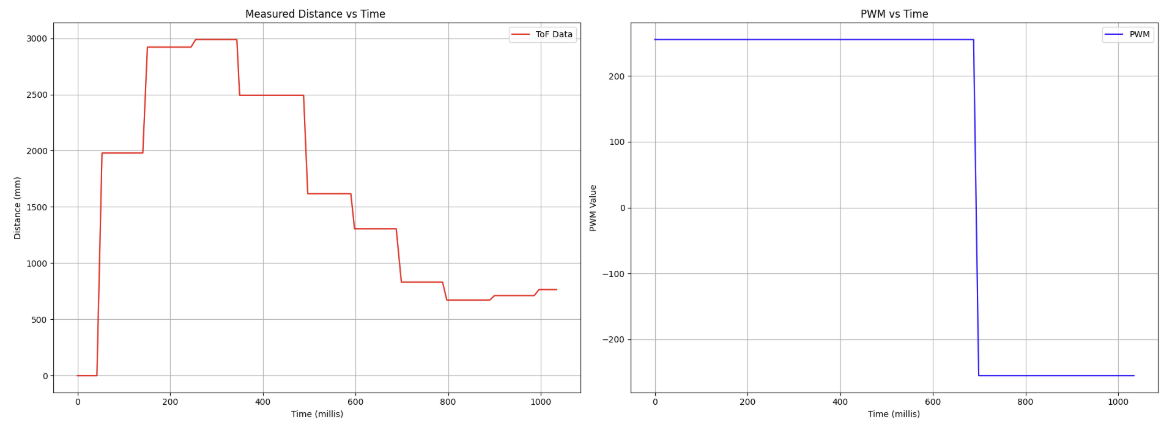 Measured Distance vs Time
ToF Data
Distance (mm)
3000
2500
2000
1500
1000
500
0
0 200 400 600 800 1000
Time (millis)
PWM vs Time
PWM
PWM Value
200
100
0
−100
−200
0 200 400 600 800 1000
Time (millis)